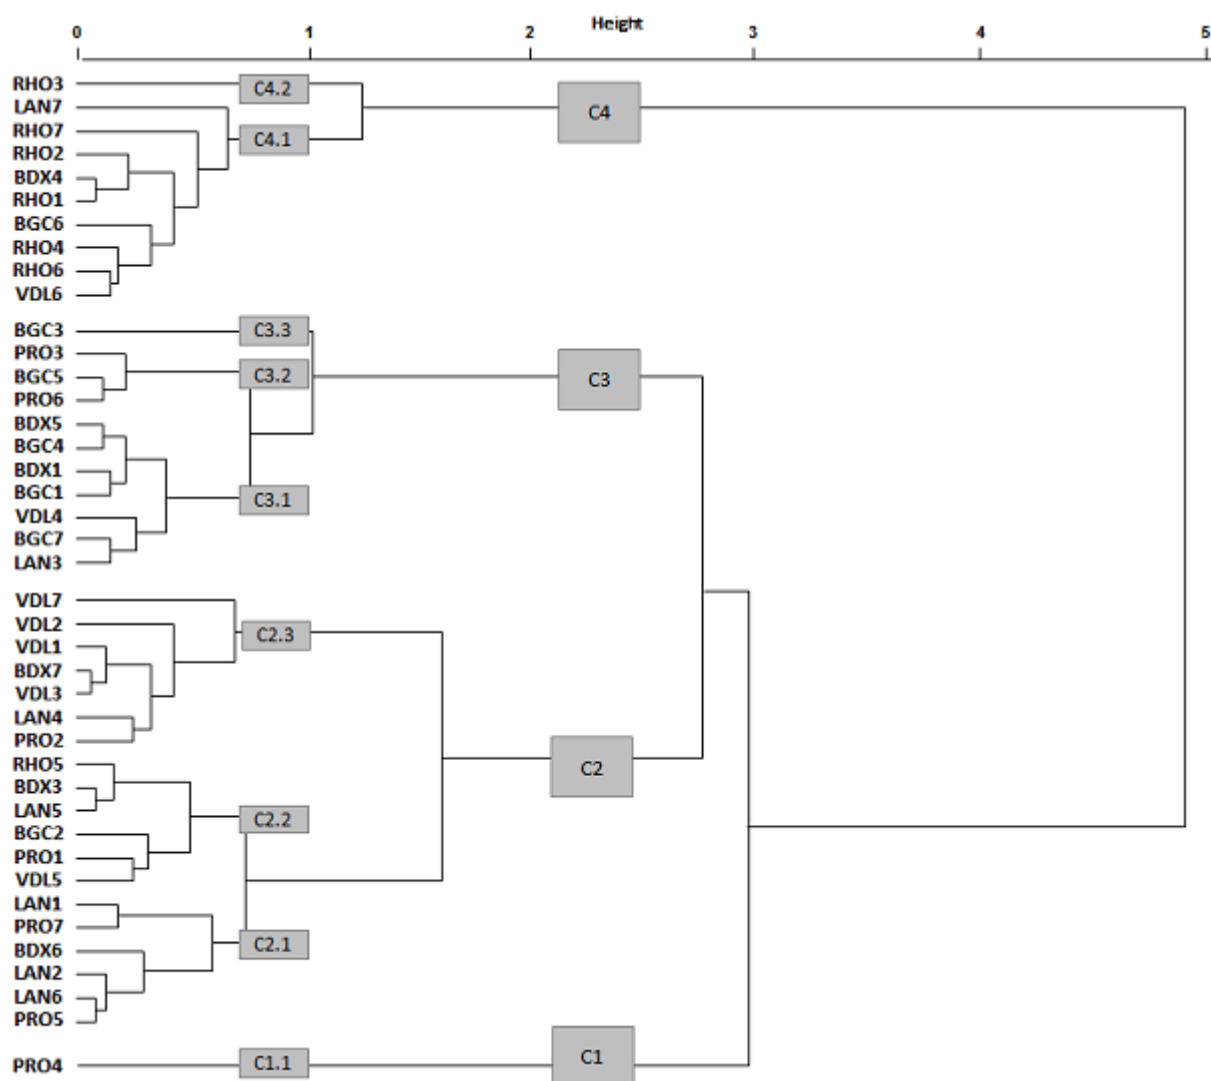 Height
0 1 2 3 4 5
RHO3 C4.2
LAN7 C4
RHO7 C4.1
RHO2
BDX4
RHO1
BGC6
RHO4
RHO6
VDL6
BGC3 C3.3
PRO3
BGC5 C3.2 C3
PRO6
BDX5
BGC4
BDX1
BGC1 C3.1
VDL4
BGC7
LAN3
VDL7
VDL2 C2.3
VDL1
BDX7
VDL3
LAN4
PRO2
RHO5 C2
BDX3
LAN5 C2.2
BGC2
PRO1
VDL5
LAN1
PRO7
BDX6 C2.1
LAN2
LAN6
PRO5
PRO4 C1.1 C1